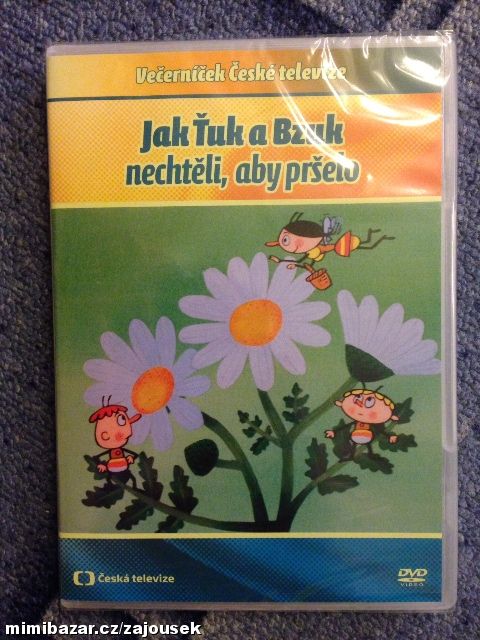 Večerníček České televize
Jak Ťuk a Bzuk
nechtěli, aby pršelo
Česká televize
DVD
VIDEO
mimibazar.cz/zajousek